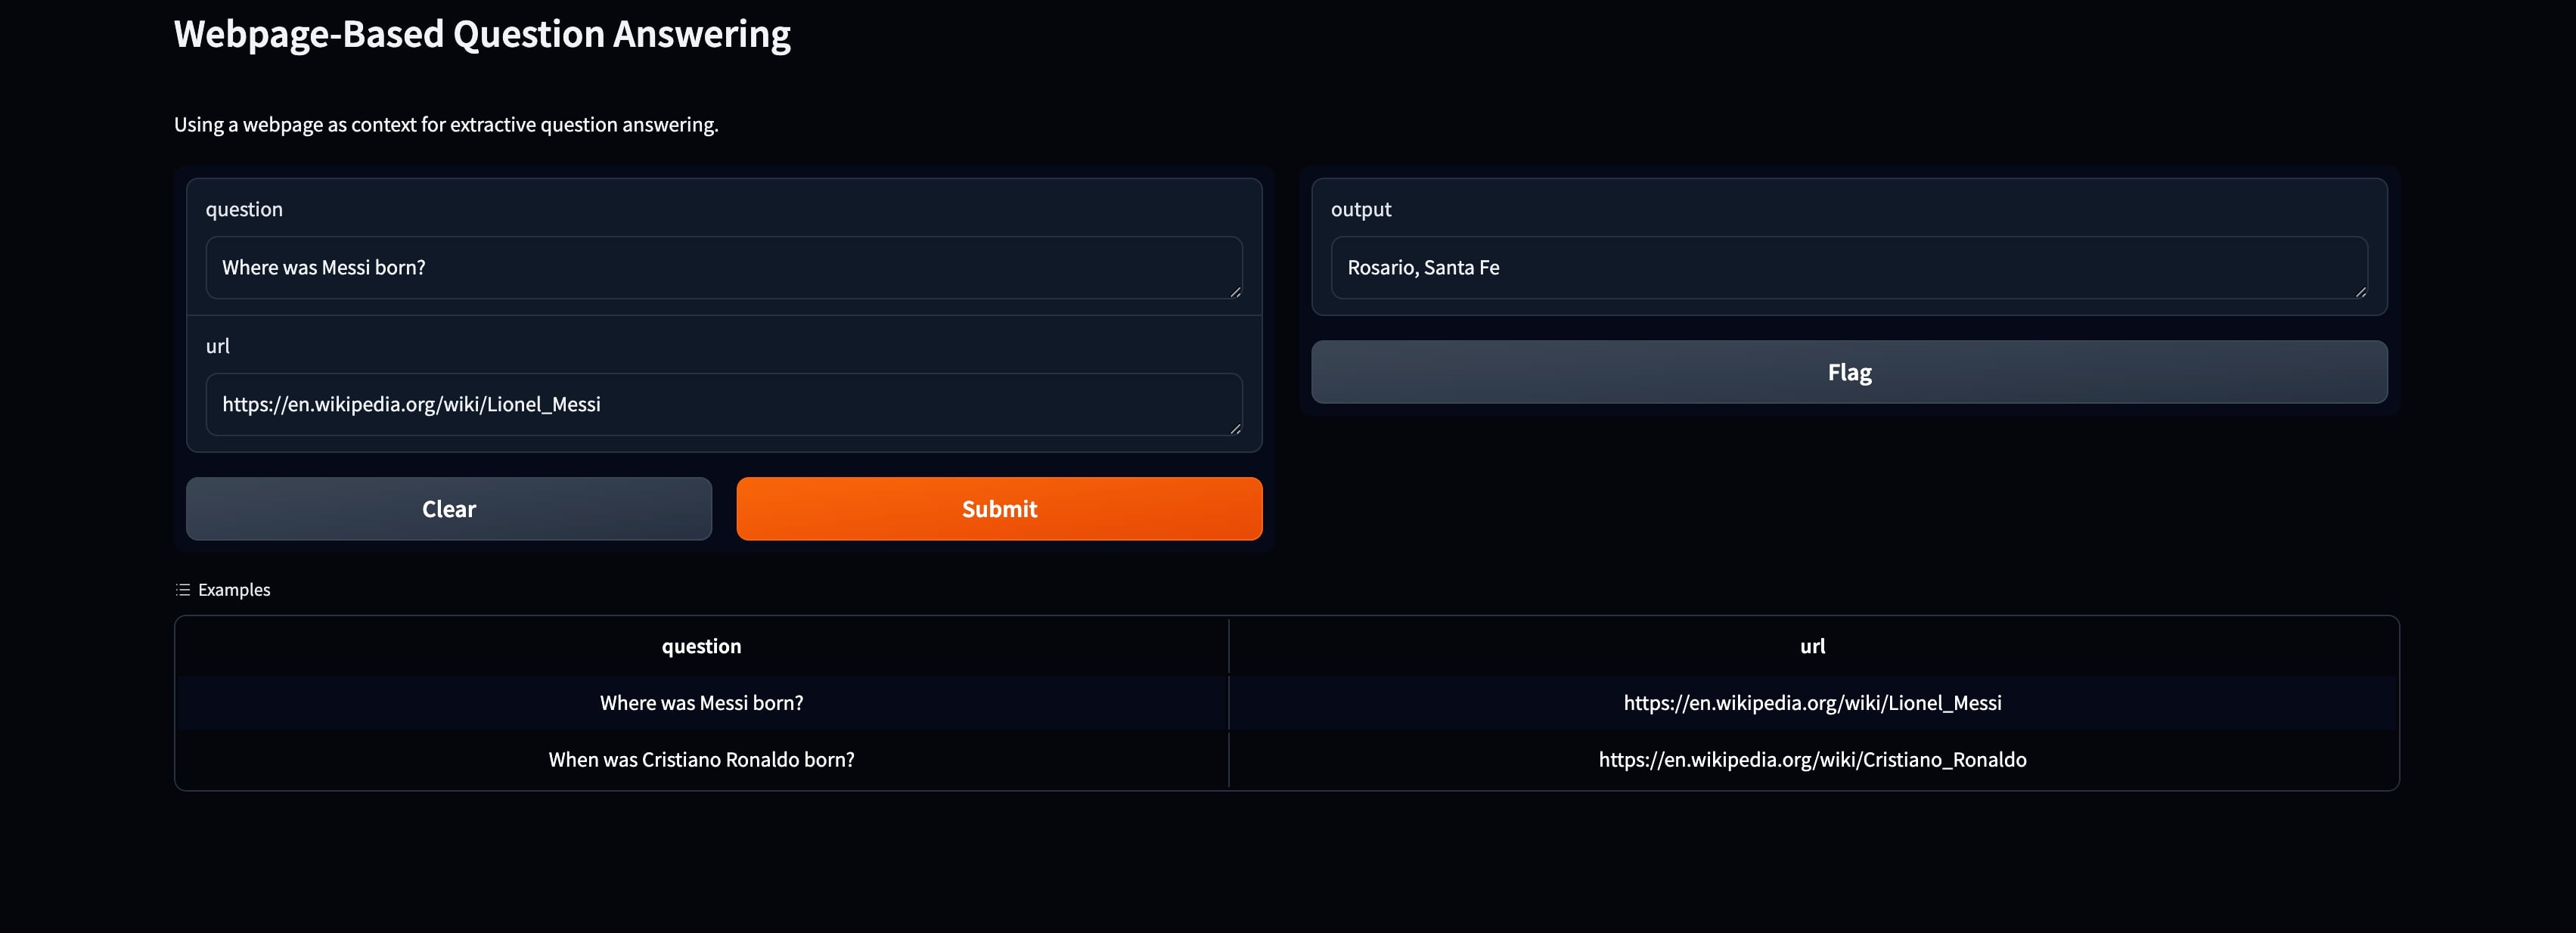 Webpage-Based Question Answering
Using a webpage as context for extractive question answering.
question
Where was Messi born?
url
https://en.wikipedia.org/wiki/Lionel_Messi
Clear
Submit
output
Rosario, Santa Fe
Flag
Examples
question url
Where was Messi born? https://en.wikipedia.org/wiki/Lionel_Messi
When was Cristiano Ronaldo born? https://en.wikipedia.org/wiki/Cristiano_Ronaldo